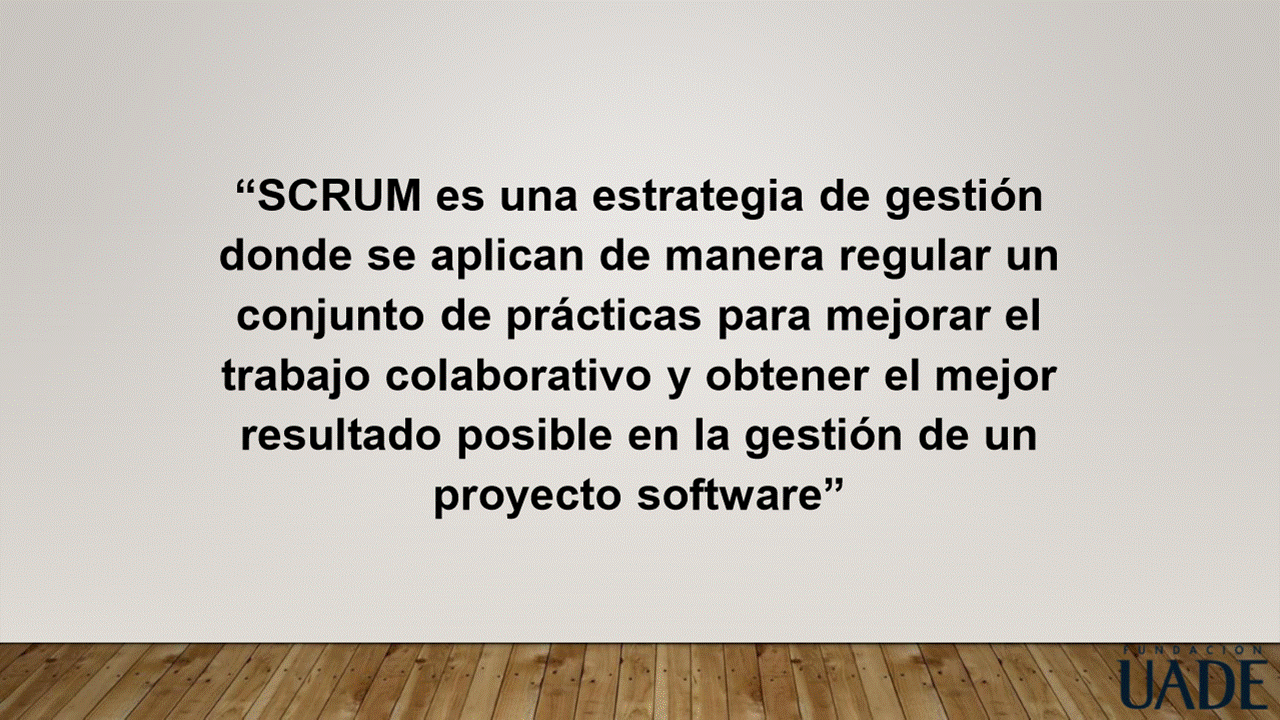 “SCRUM es una estrategia de gestión
donde se aplican de manera regular un
conjunto de prácticas para mejorar el
trabajo colaborativo y obtener el mejor
resultado posible en la gestión de un
proyecto software”
FUNDACION
UADE